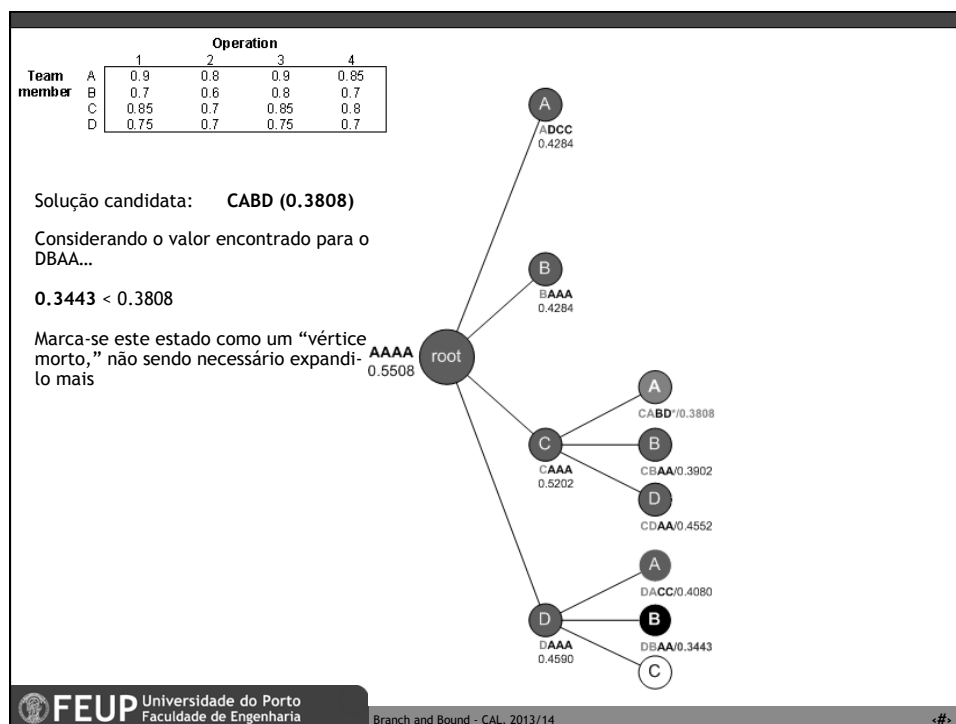 Operation
1 2 3 4
Team member
A 0.9 0.8 0.9 0.85
B 0.7 0.6 0.8 0.7
C 0.85 0.7 0.85 0.8
D 0.75 0.7 0.75 0.7
Solução candidata: CABD (0.3808)
Considerando o valor encontrado para o
DBAA…
0.3443 < 0.3808
Marca-se este estado como um “vértice
morto,” não sendo necessário expandi-
lo mais
AAAA
0.5508
root
A
ADCC
0.4284
B
BAAA
0.4284
C
CAAA
0.5202
A
CABD*/0.3808
B
CBAA/0.3902
D
CDAA/0.4552
D
DAAA
0.4590
A
DACC/0.4080
B
DBAA/0.3443
C
FEUP Universidade do Porto
Faculdade de Engenharia
Branch and Bound - CAL, 2013/14
‹#›